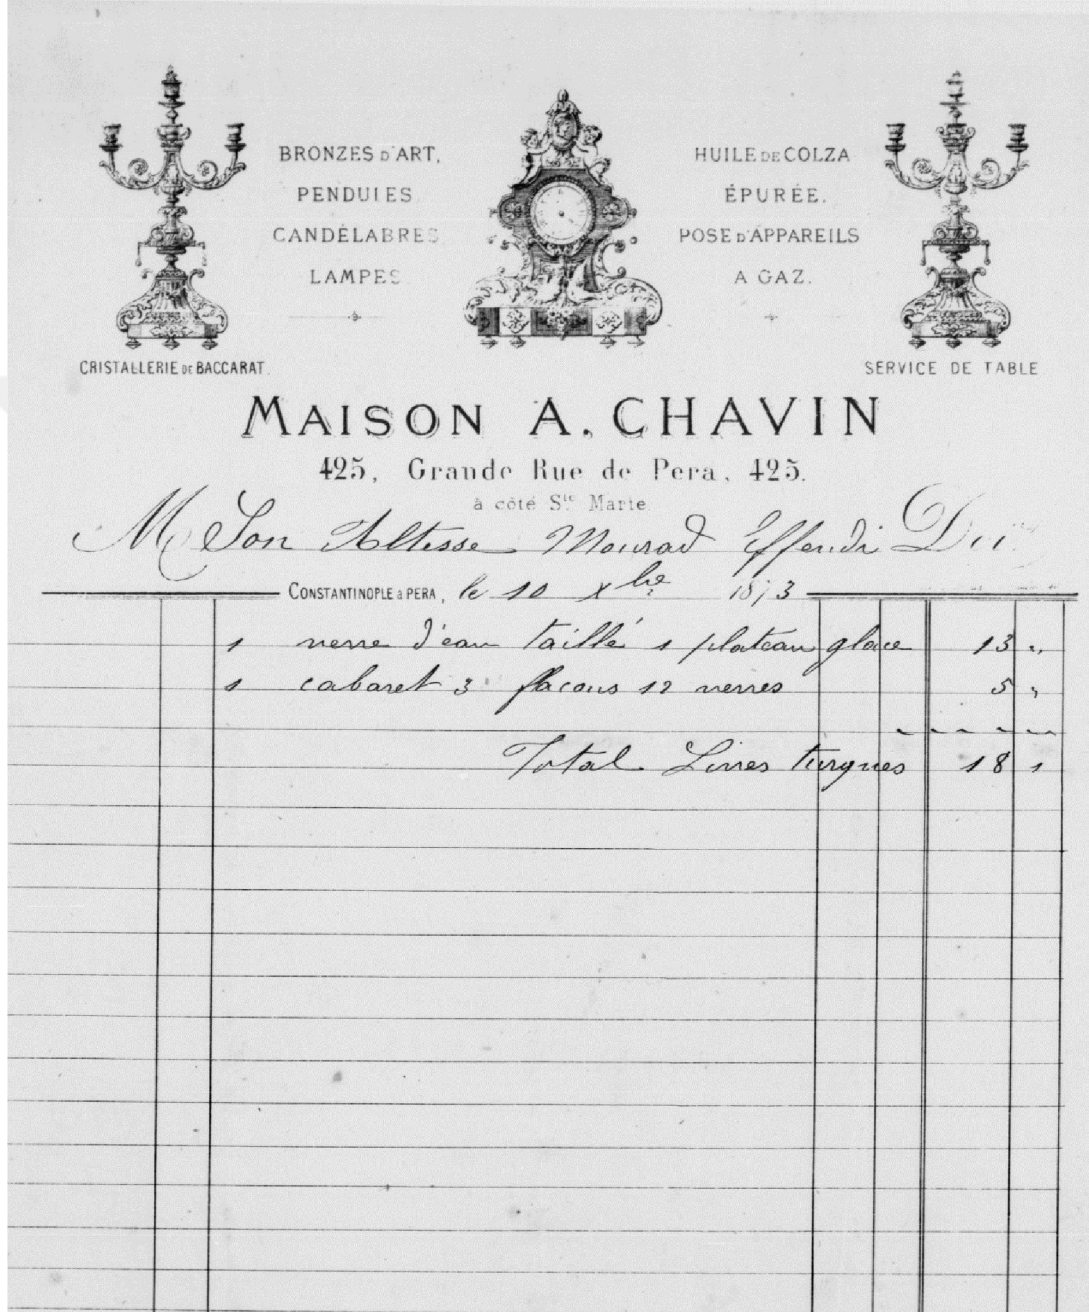 BRONZES D'ART,
PENDULES
CANDÉLABRES
LAMPES
HUILE DE COLZA
ÉPURÉE.
POSE D'APPAREILS
A GAZ.
CRISTALLERIE DE BACCARAT.
SERVICE DE TABLE
MAISON A. CHAVIN
425, Grande Rue de Pera, 425.
à côté Ste Marie
M Son Altesse Mourad Effendi Doit
CONSTANTINOPLE à PERA, le 10 Xbre 1873
1 verre d'eau taillé 1 plateau glace 13 "
1 cabaret 3 flacons 12 verres 5 "
Total Livres turques 18 "